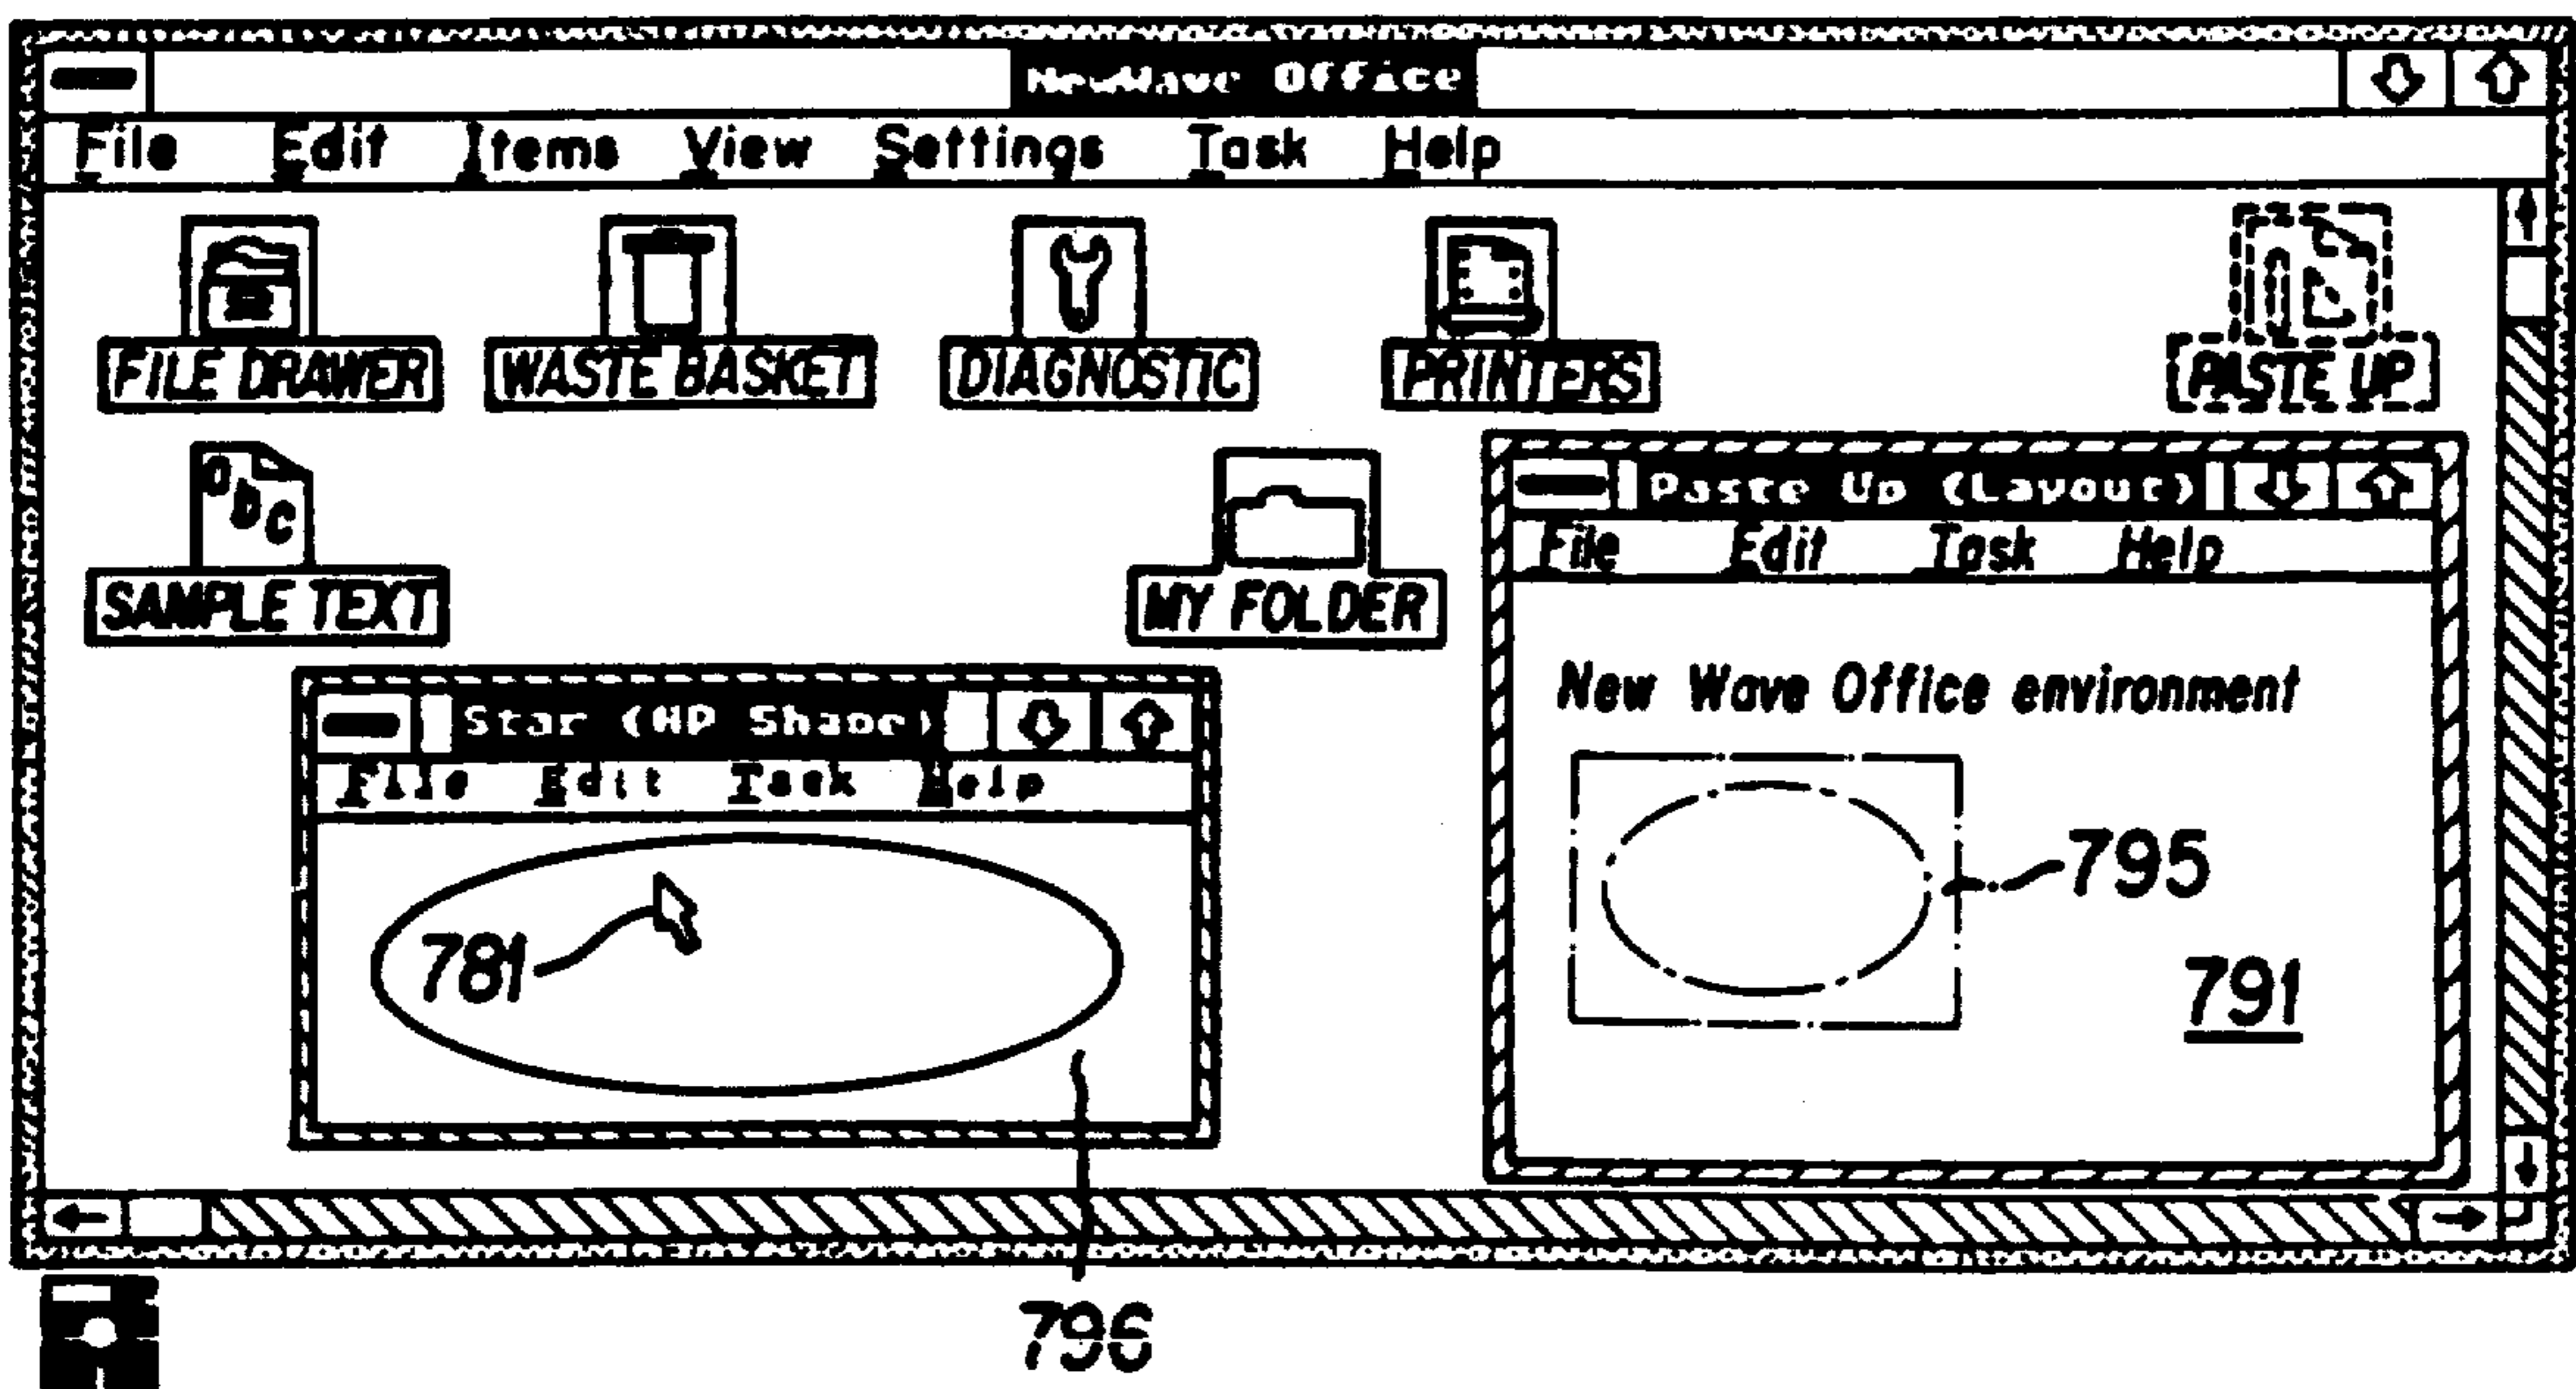 NewWave Office
File Edit Items View Settings Task Help
FILE DRAWER WASTE BASKET DIAGNOSTIC PRINTERS PASTE UP
abc
SAMPLE TEXT MY FOLDER
Paste Up (Layout)
File Edit Task Help
New Wave Office environment
795
791
Star (HP Shape)
File Edit Task Help
781
796